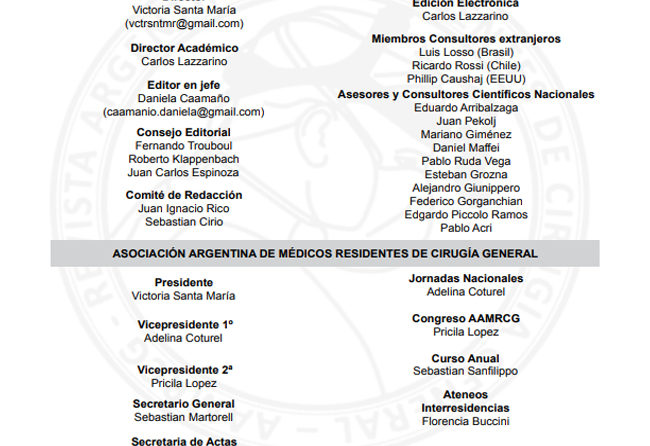 Victoria Santa María
(vctrsntmr@gmail.com)
Director Académico
Carlos Lazzarino
Editor en jefe
Daniela Caamaño
(caamanio.daniela@gmail.com)
Consejo Editorial
Fernando Trouboul
Roberto Klappenbach
Juan Carlos Espinoza
Comité de Redacción
Juan Ignacio Rico
Sebastian Cirio
Edición Electrónica
Carlos Lazzarino
Miembros Consultores extranjeros
Luis Losso (Brasil)
Ricardo Rossi (Chile)
Phillip Caushaj (EEUU)
Asesores y Consultores Científicos Nacionales
Eduardo Arribalzaga
Juan Pekolj
Mariano Giménez
Daniel Maffei
Pablo Ruda Vega
Esteban Grozna
Alejandro Giunippero
Federico Gorganchian
Edgardo Piccolo Ramos
Pablo Acri
ASOCIACIÓN ARGENTINA DE MÉDICOS RESIDENTES DE CIRUGÍA GENERAL
Presidente
Victoria Santa María
Vicepresidente 1º
Adelina Coturel
Vicepresidente 2ª
Pricila Lopez
Secretario General
Sebastian Martorell
Secretaria de Actas
Jornadas Nacionales
Adelina Coturel
Congreso AAMRCG
Pricila Lopez
Curso Anual
Sebastian Sanfilippo
Ateneos
Interresidencias
Florencia Buccini